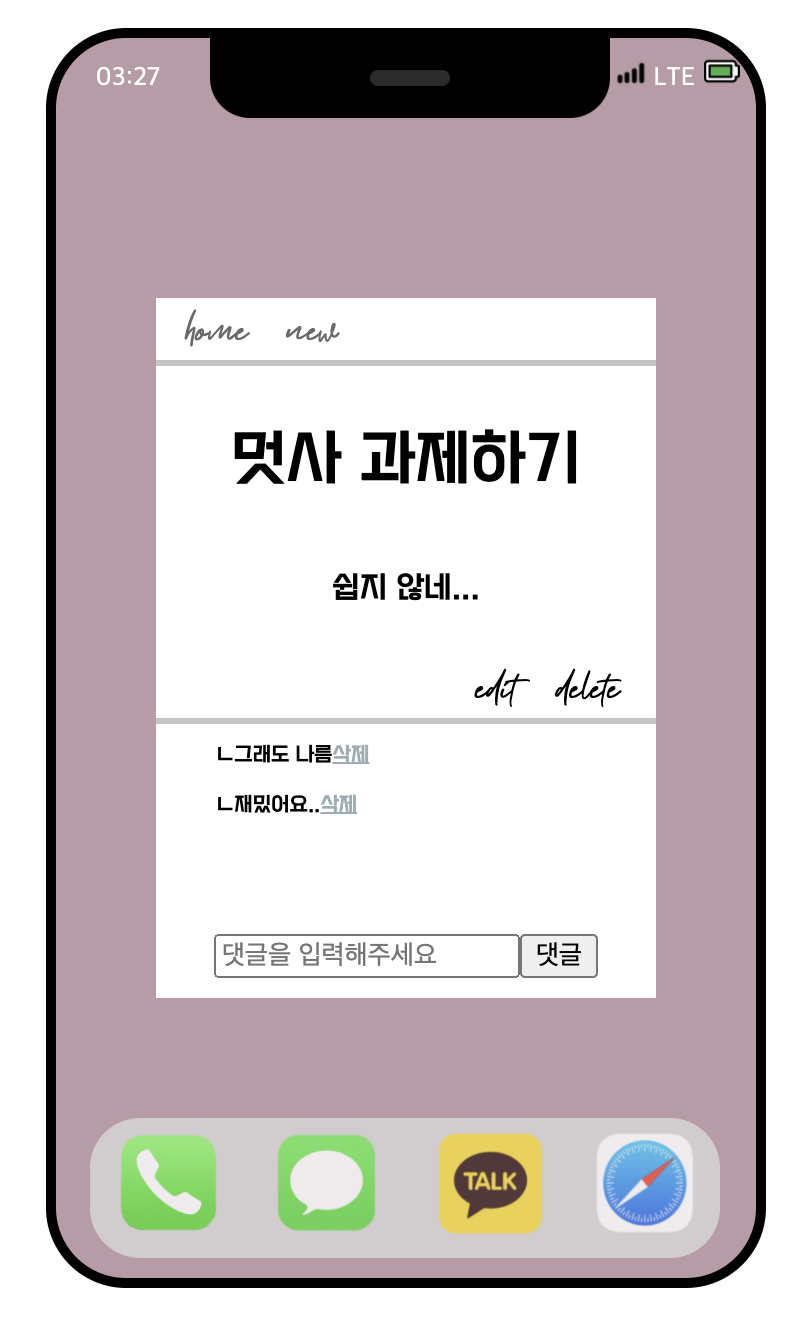 03:27 LTE
home new
멋사 과제하기
쉽지 않네...
edit delete
ㄴ그래도 나름삭제
ㄴ재밌어요..삭제
댓글을 입력해주세요 댓글
TALK